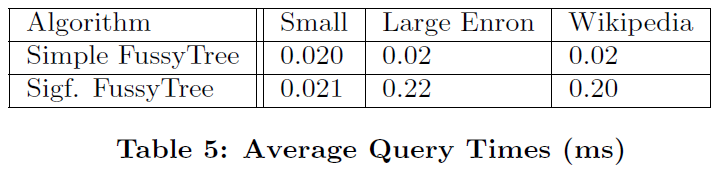 Algorithm Small Large Enron Wikipedia
Simple FussyTree 0.020 0.02 0.02
Sigf. FussyTree 0.021 0.22 0.20
Table 5: Average Query Times (ms)